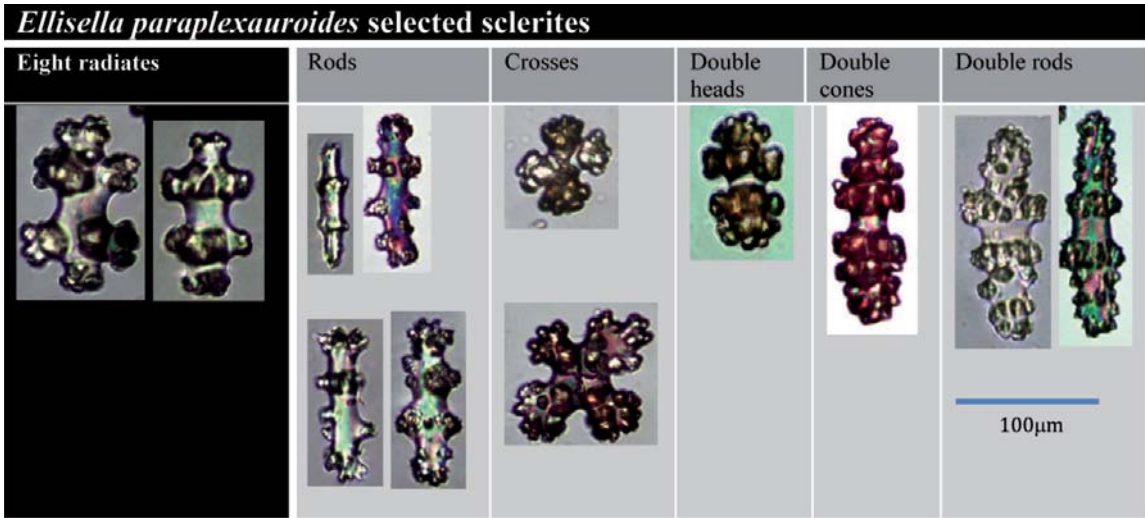 Ellisella paraplexauroides selected sclerites
Eight radiates
Rods
Crosses
Double
heads
Double
cones
Double rods
100μm